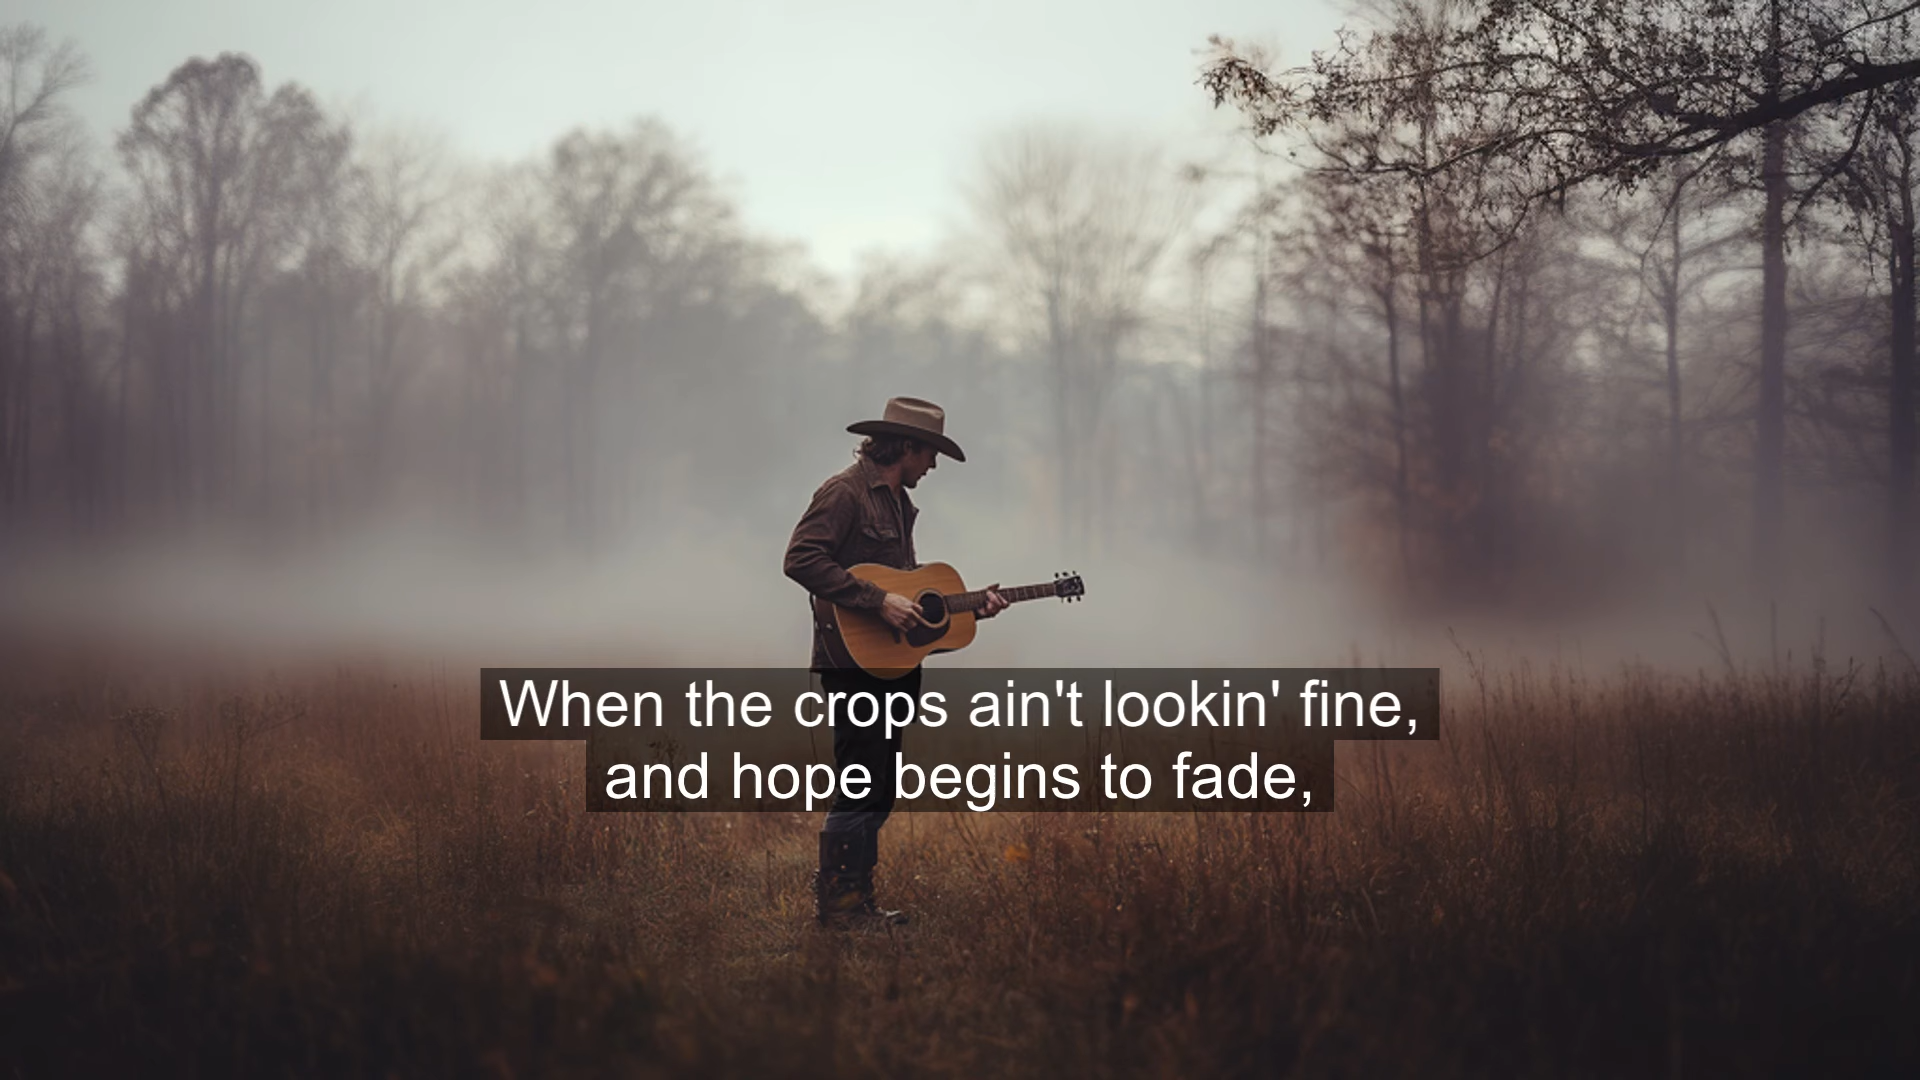 When the crops ain't lookin' fine,
and hope begins to fade,